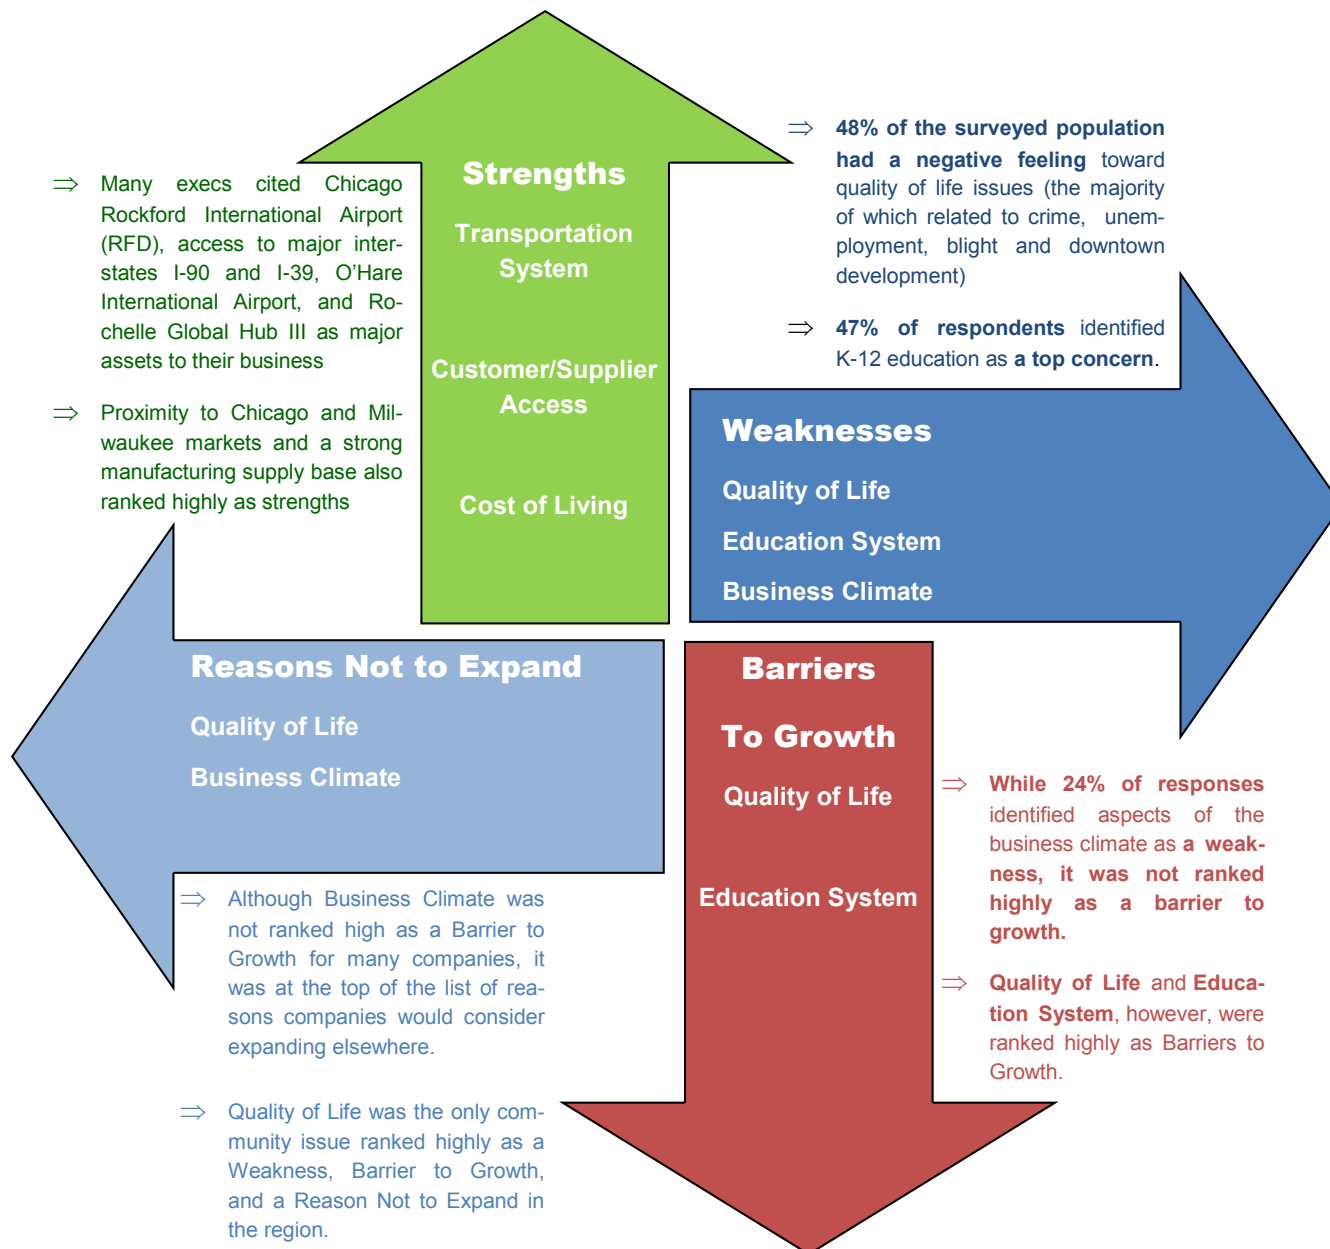 Strengths
Transportation
System
Customer/Supplier
Access
Cost of Living
⇒ Many execs cited Chicago
Rockford International Airport
(RFD), access to major inter-
states I-90 and I-39, O’Hare
International Airport, and Ro-
chelle Global Hub III as major
assets to their business
⇒ Proximity to Chicago and Mil-
waukee markets and a strong
manufacturing supply base also
ranked highly as strengths
⇒ 48% of the surveyed population
had a negative feeling toward
quality of life issues (the majority
of which related to crime, unem-
ployment, blight and downtown
development)
⇒ 47% of respondents identified
K-12 education as a top concern.
Weaknesses
Quality of Life
Education System
Business Climate
Reasons Not to Expand
Quality of Life
Business Climate
⇒ Although Business Climate was
not ranked high as a Barrier to
Growth for many companies, it
was at the top of the list of rea-
sons companies would consider
expanding elsewhere.
⇒ Quality of Life was the only com-
munity issue ranked highly as a
Weakness, Barrier to Growth,
and a Reason Not to Expand in
the region.
Barriers
To Growth
Quality of Life
Education System
⇒ While 24% of responses
identified aspects of the
business climate as a weak-
ness, it was not ranked
highly as a barrier to
growth.
⇒ Quality of Life and Educa-
tion System, however, were
ranked highly as Barriers to
Growth.